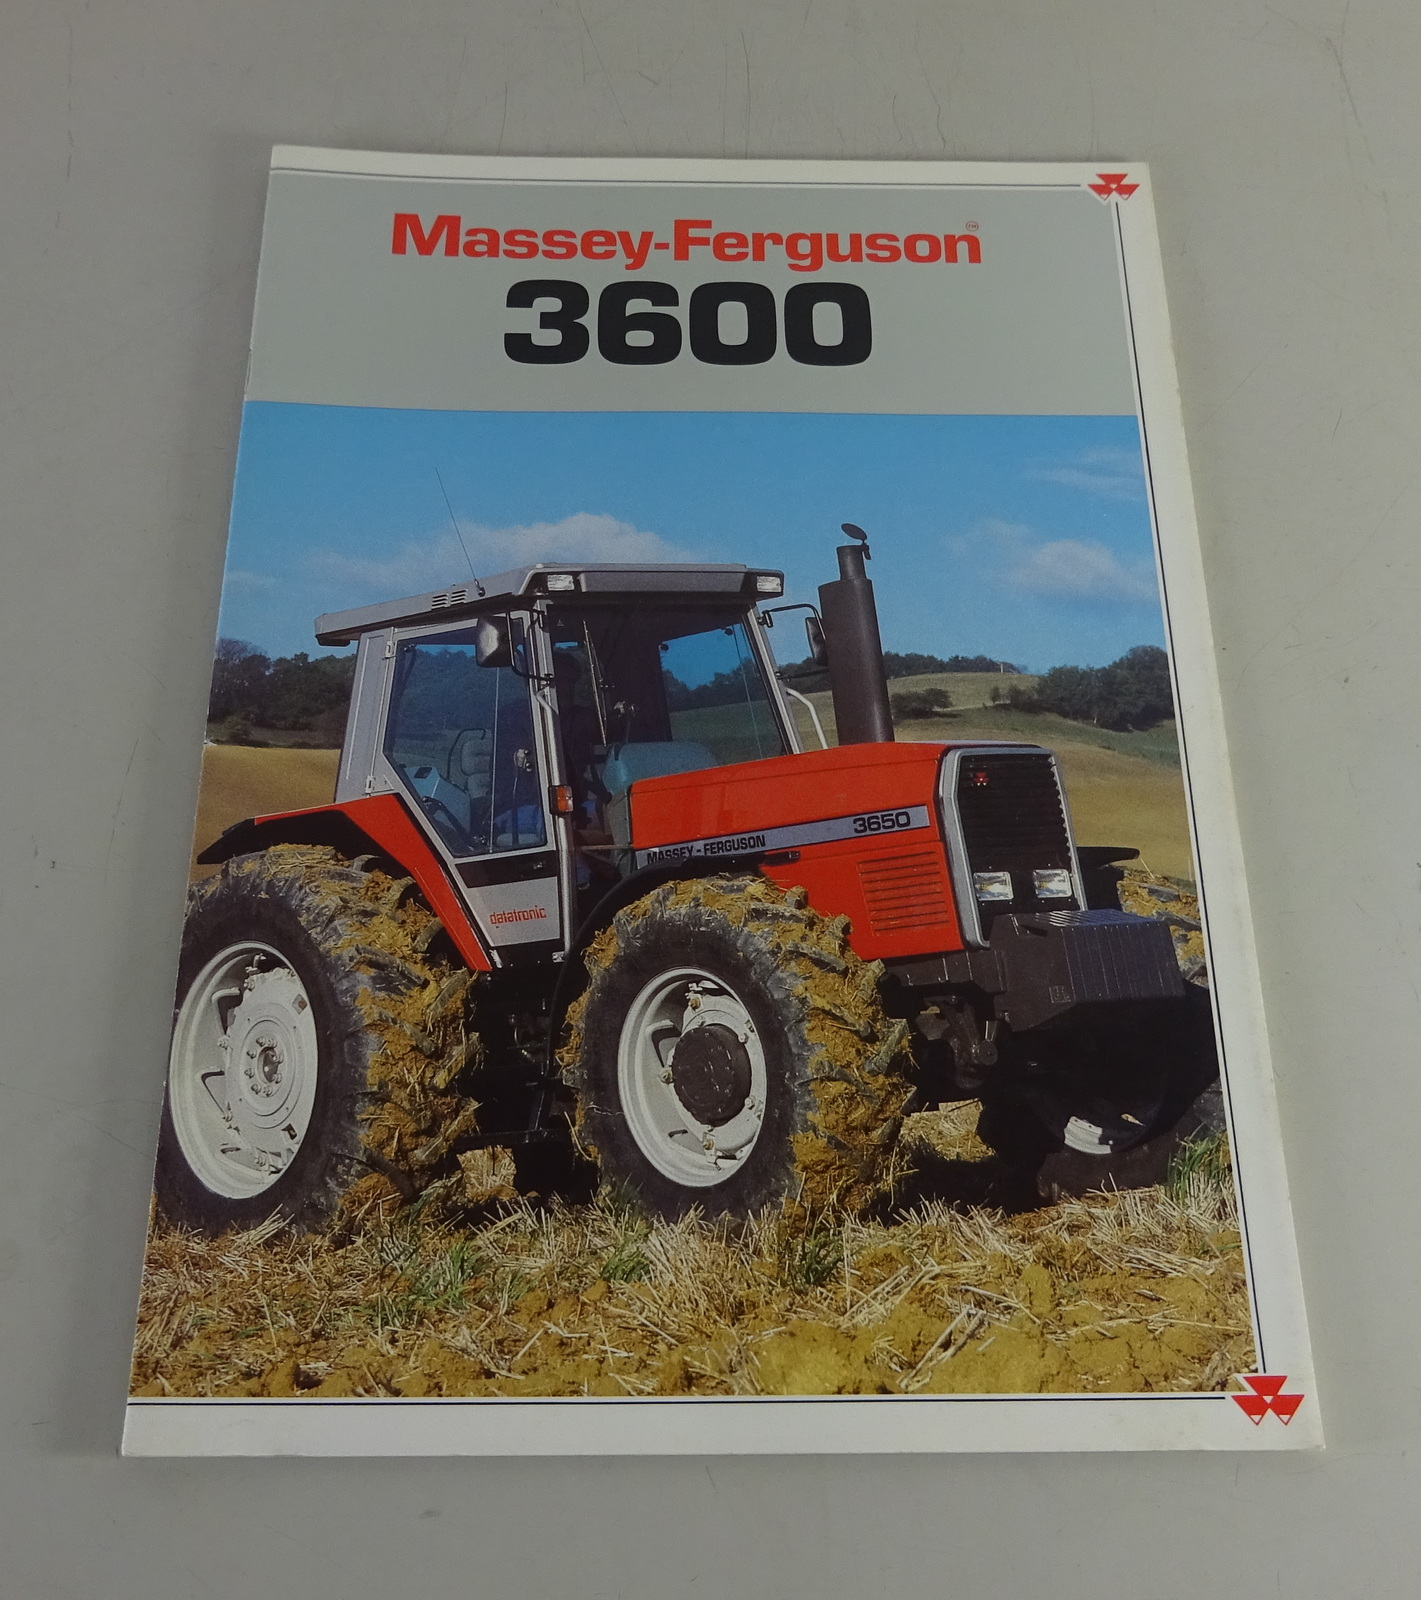 Massey-Ferguson
3600
3650
MASSEY-FERGUSON
datatronic